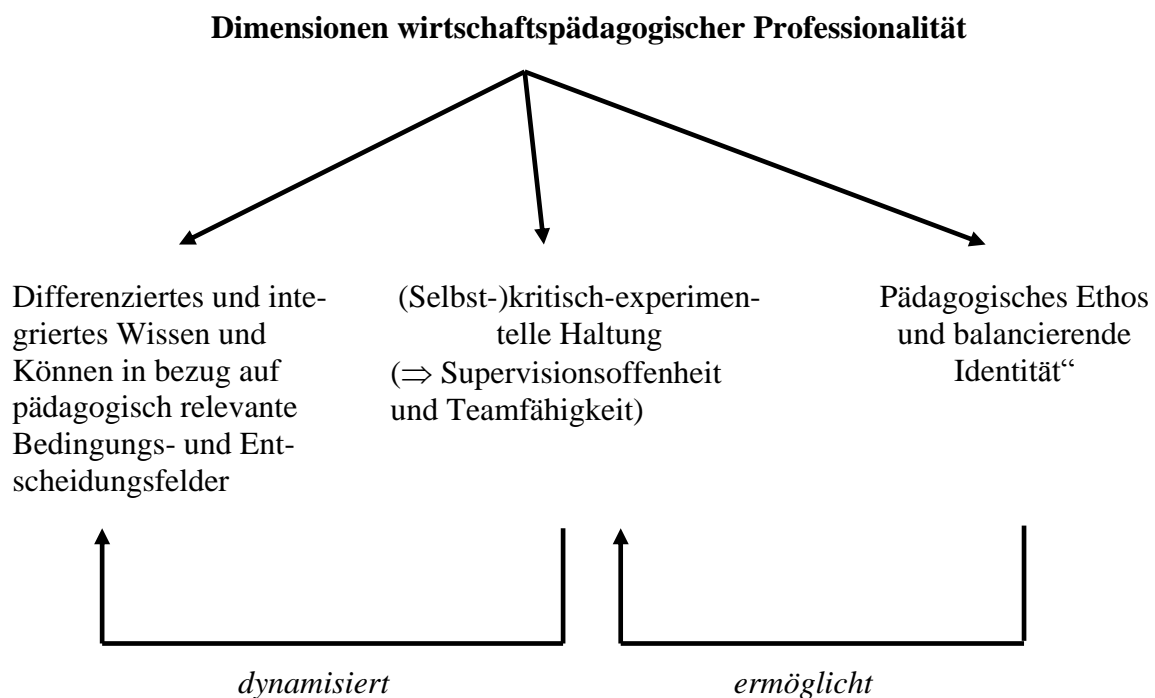 Dimensionen wirtschaftspädagogischer Professionalität
Differenziertes und inte-
griertes Wissen und
Können in bezug auf
pädagogisch relevante
Bedingungs- und Ent-
scheidungsfelder
(Selbst-)kritisch-experimen-
telle Haltung
(⇒ Supervisionsoffenheit
und Teamfähigkeit)
Pädagogisches Ethos
und balancierende
Identität“
dynamisiert
ermöglicht